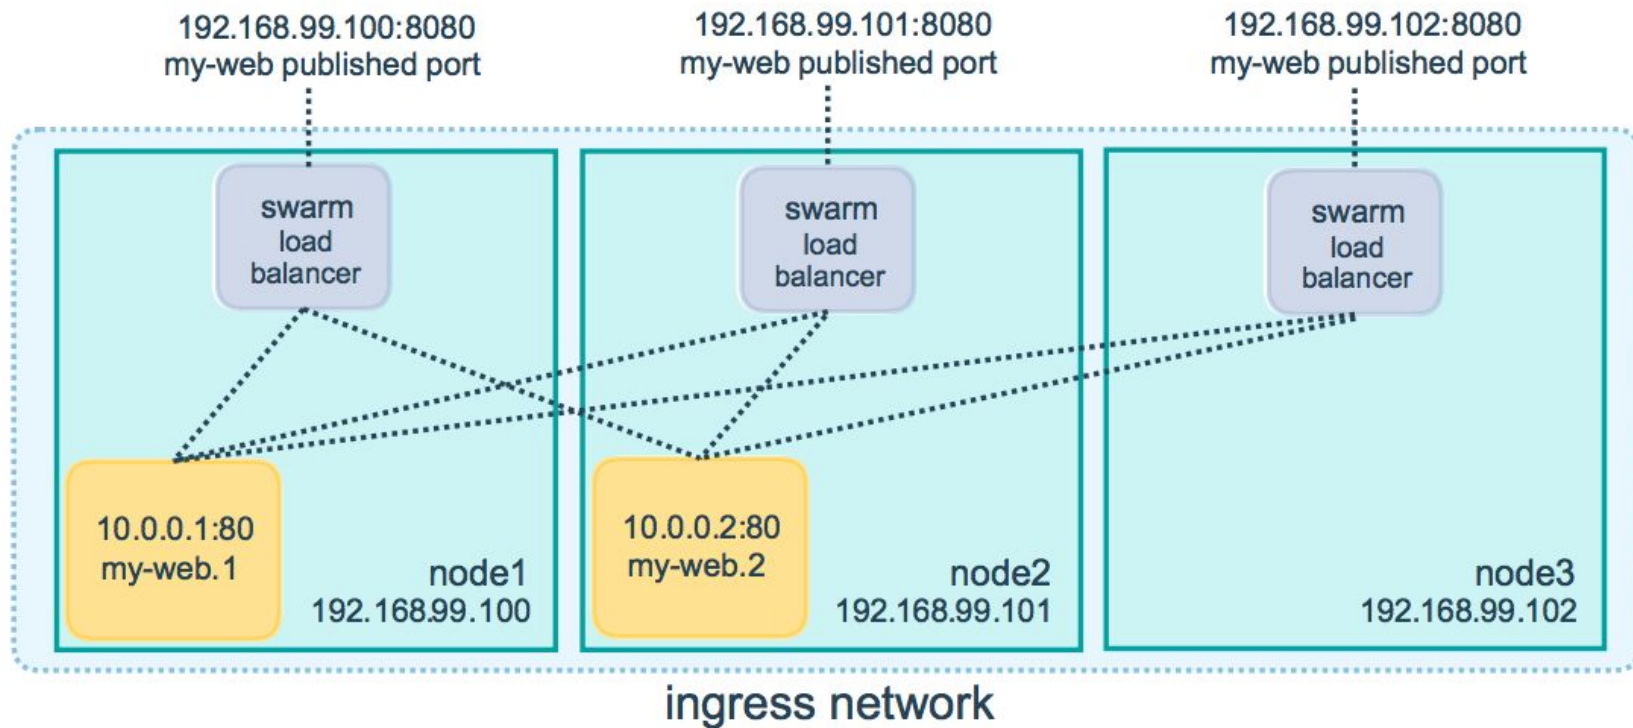 192.168.99.100:8080
my-web published port
192.168.99.101:8080
my-web published port
192.168.99.102:8080
my-web published port
swarm
load
balancer
swarm
load
balancer
swarm
load
balancer
10.0.0.1:80
my-web.1
node1
192.168.99.100
10.0.0.2:80
my-web.2
node2
192.168.99.101
node3
192.168.99.102
ingress network